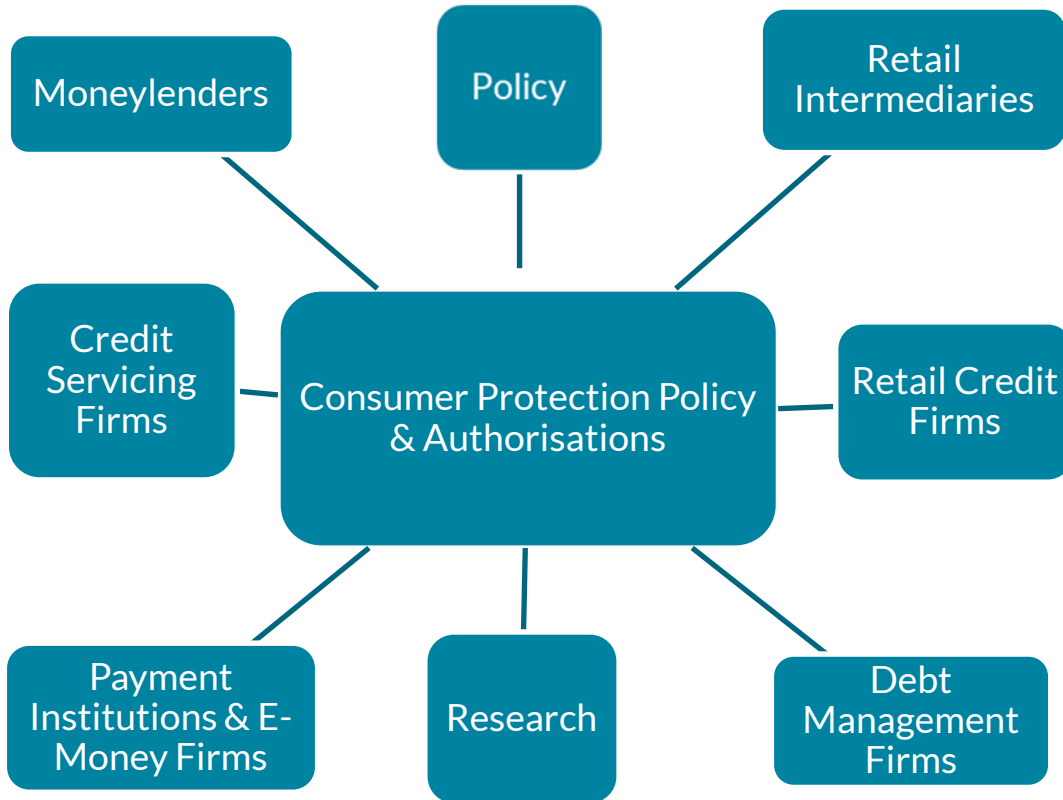 Moneylenders
Policy
Retail
Intermediaries
Credit
Servicing
Firms
Consumer Protection Policy
& Authorisations
Retail Credit
Firms
Payment
Institutions & E-
Money Firms
Research
Debt
Management
Firms